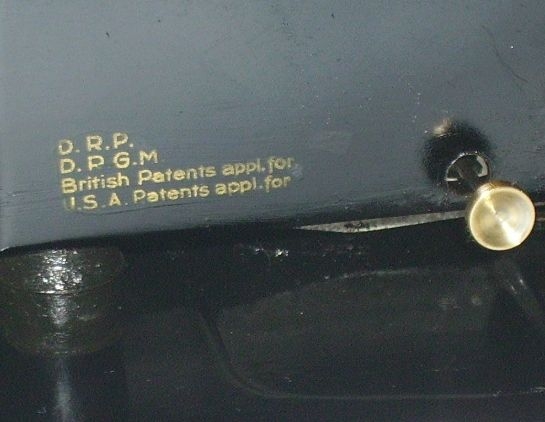 D. R. P.
D. P. G. M
British Patents appl. for.
U. S. A. Patents appl. for